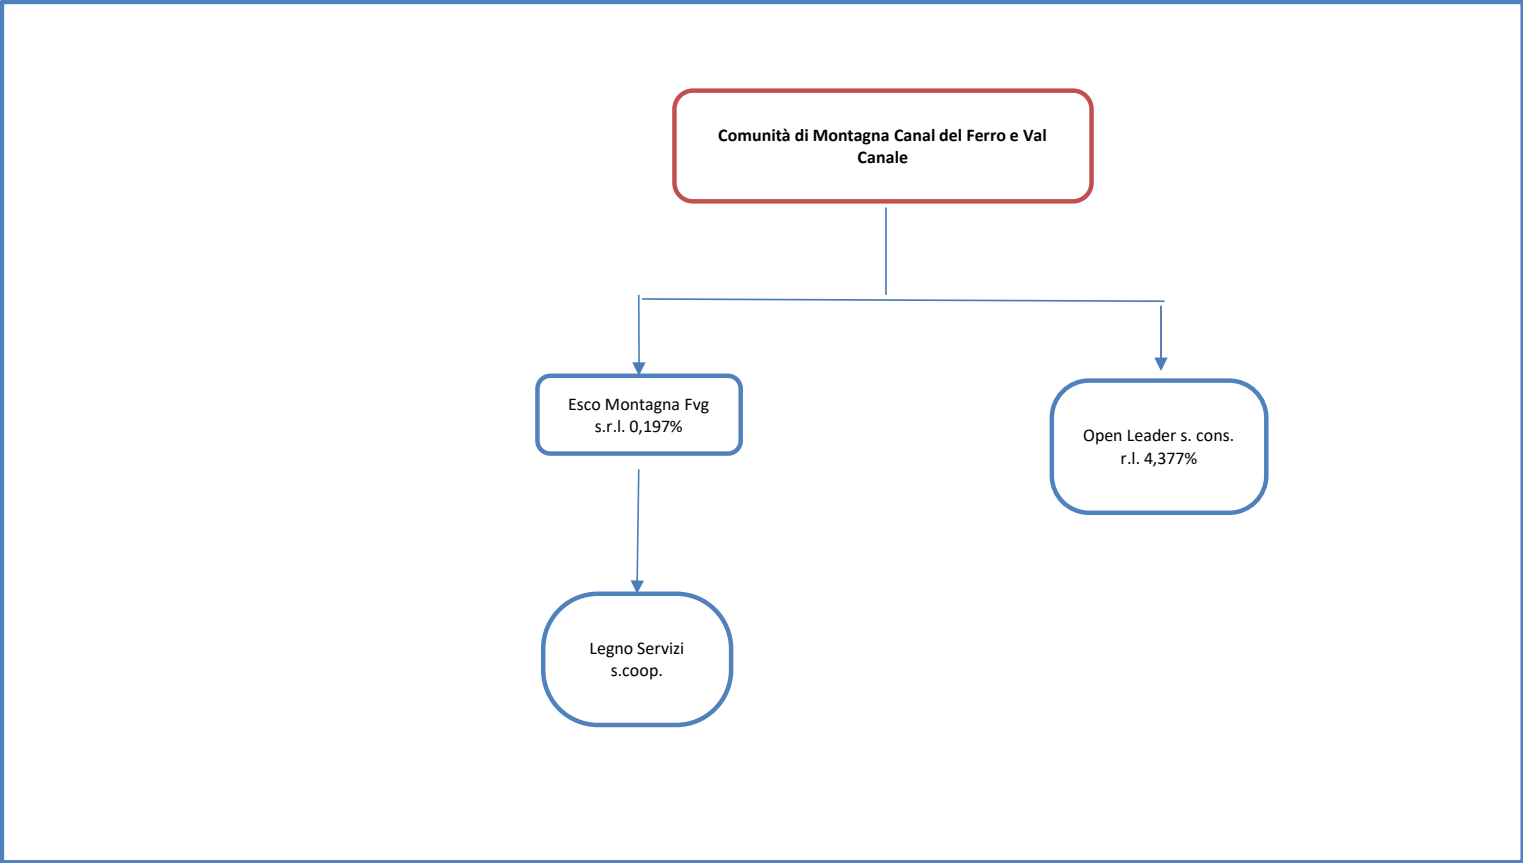 Comunità di Montagna Canal del Ferro e Val
Canale
Esco Montagna Fvg
s.r.l. 0,197%
Open Leader s. cons.
r.l. 4,377%
Legno Servizi
s.coop.